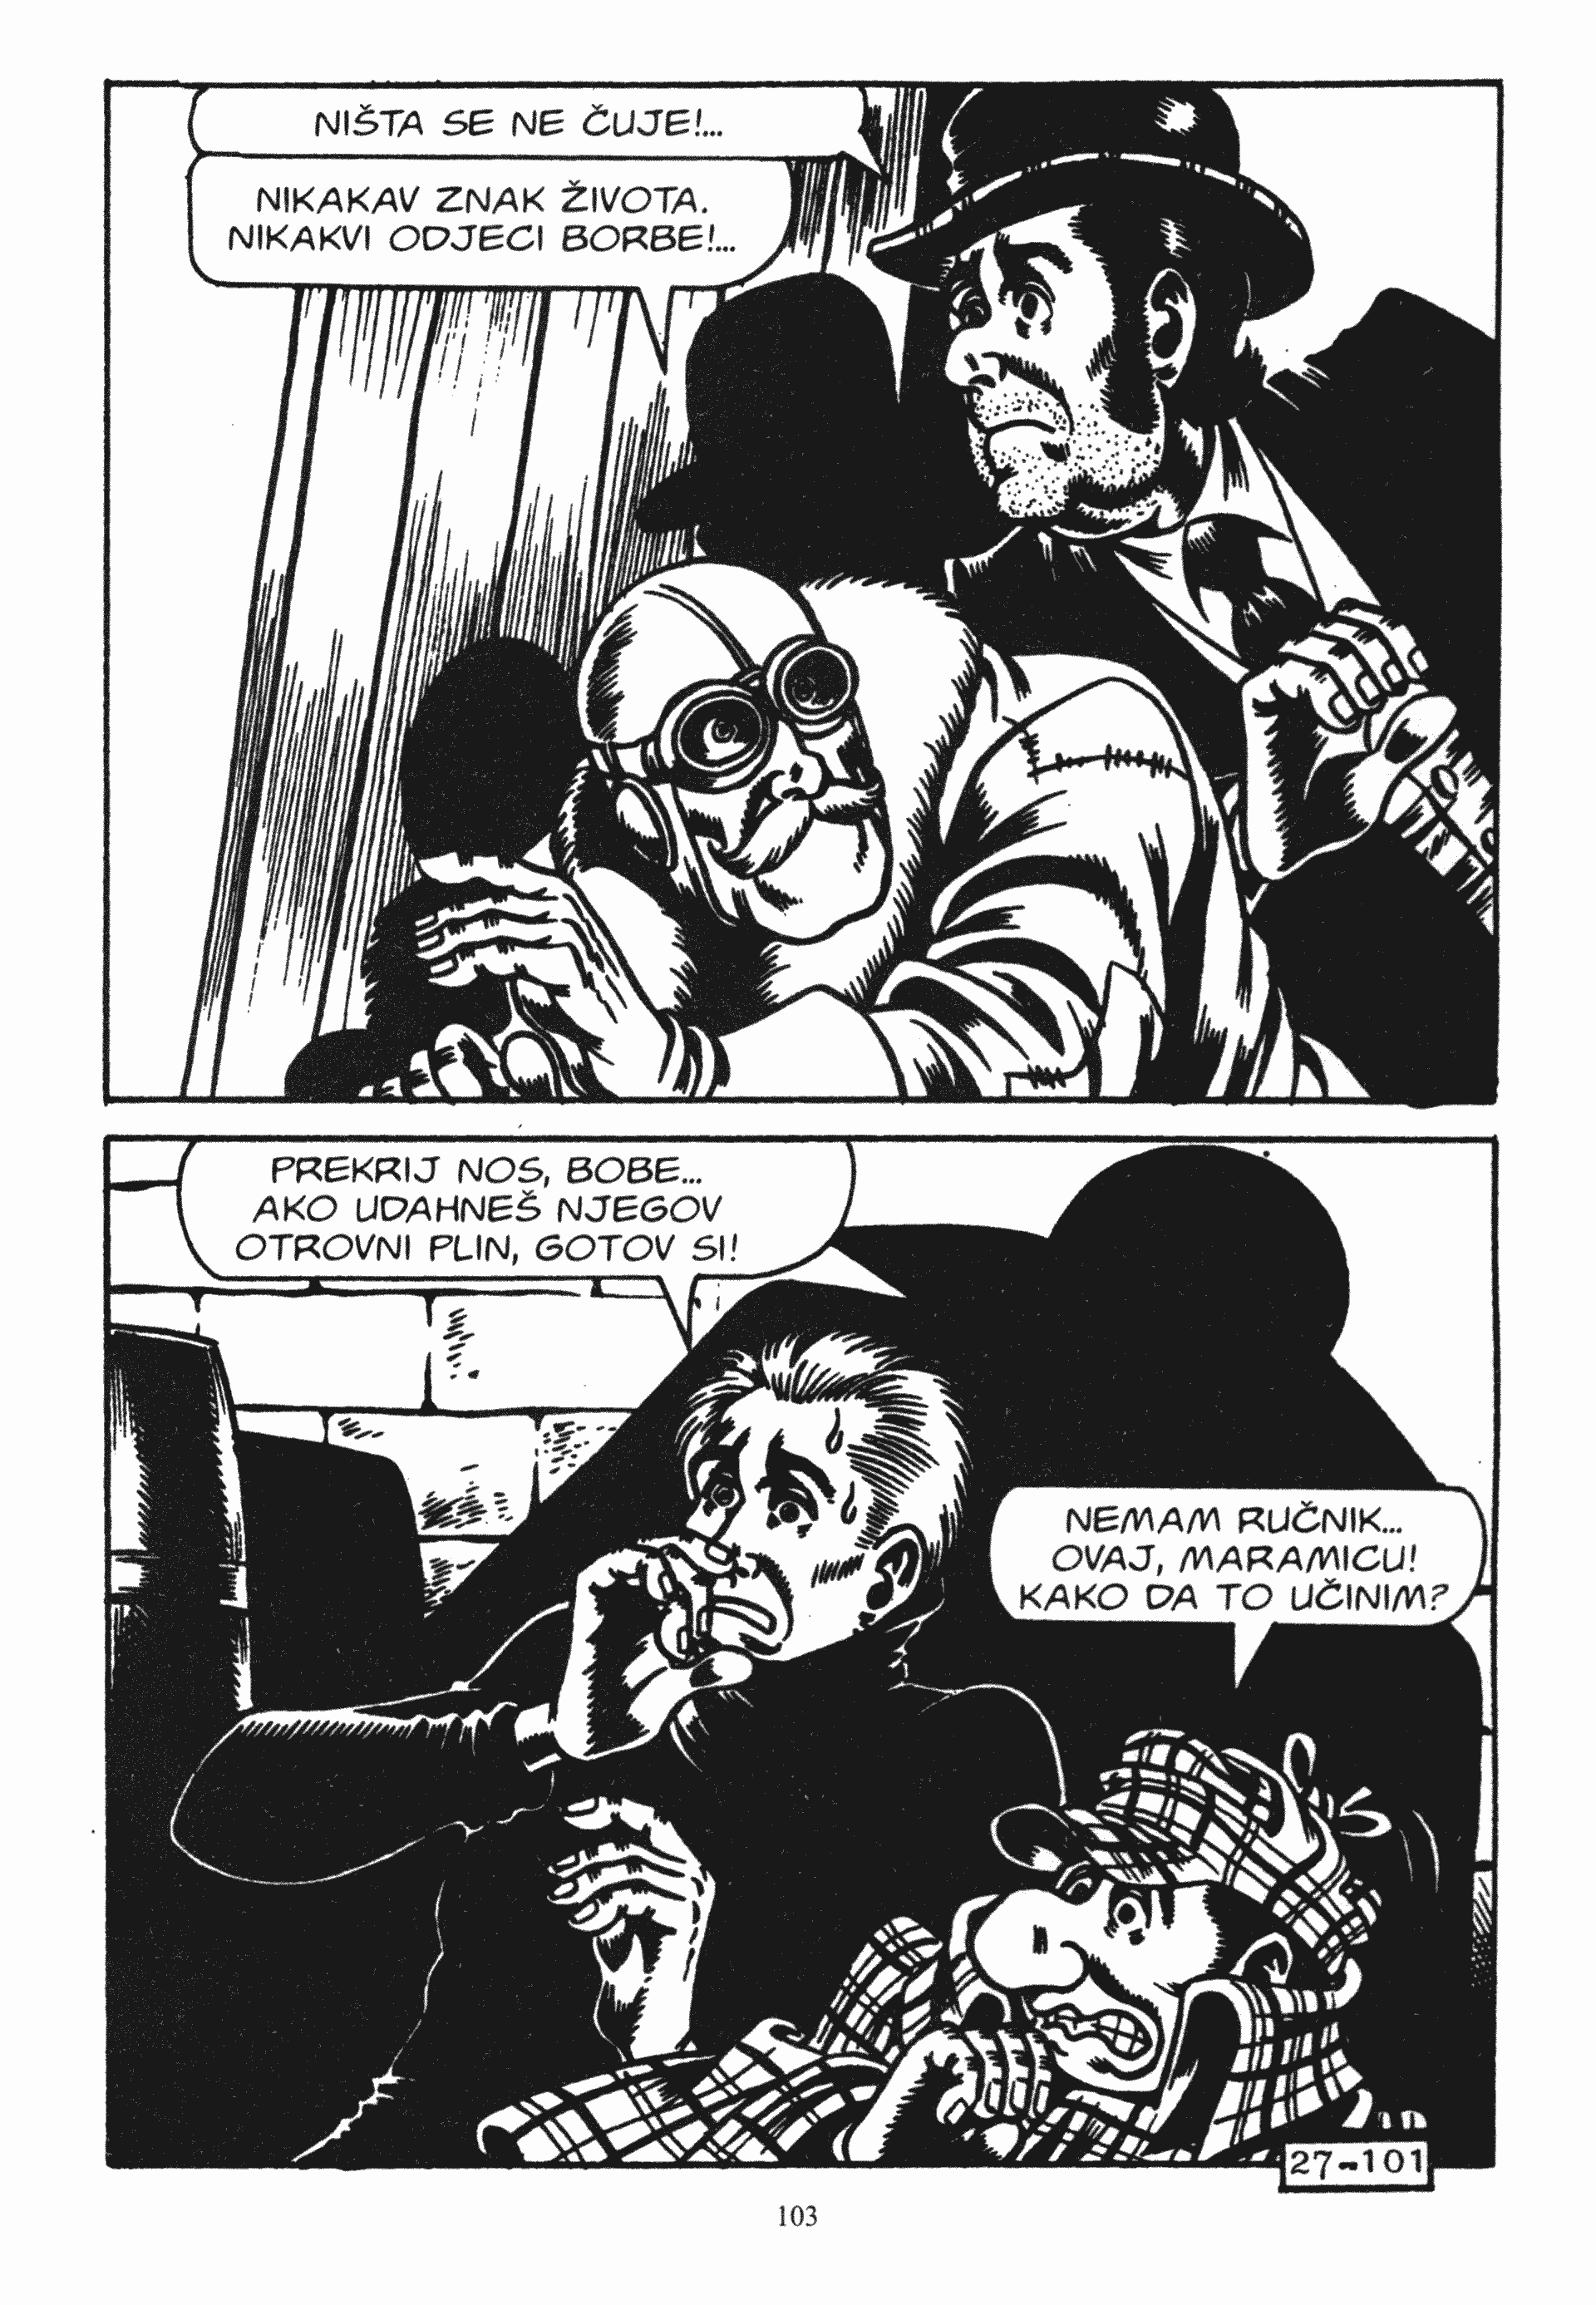 NIŠTA SE NE ČUJE!...
NIKAKAV ZNAK ŽIVOTA.
NIKAKVI ODJECI BORBE!...
PREKRIJ NOS, BOBE...
AKO UDAHNEŠ NJEGOV
OTROVNI PLIN, GOTOV SI!
NEMAM RUČNIK...
OVAJ, MARAMICU!
KAKO DA TO UČINIM?
27-101
103